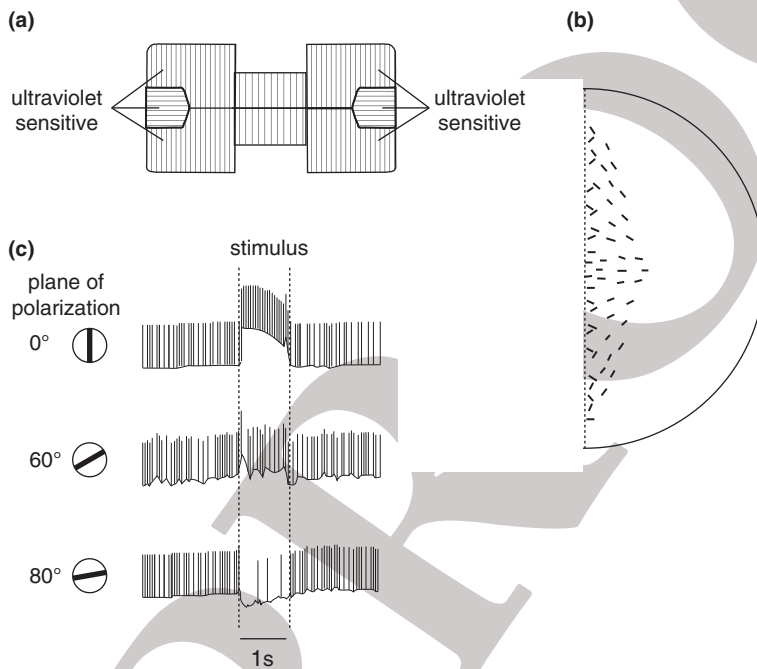 (a)
ultraviolet
sensitive
ultraviolet
sensitive
(b)
(c)
stimulus
plane of
polarization
0°
60°
80°
1s